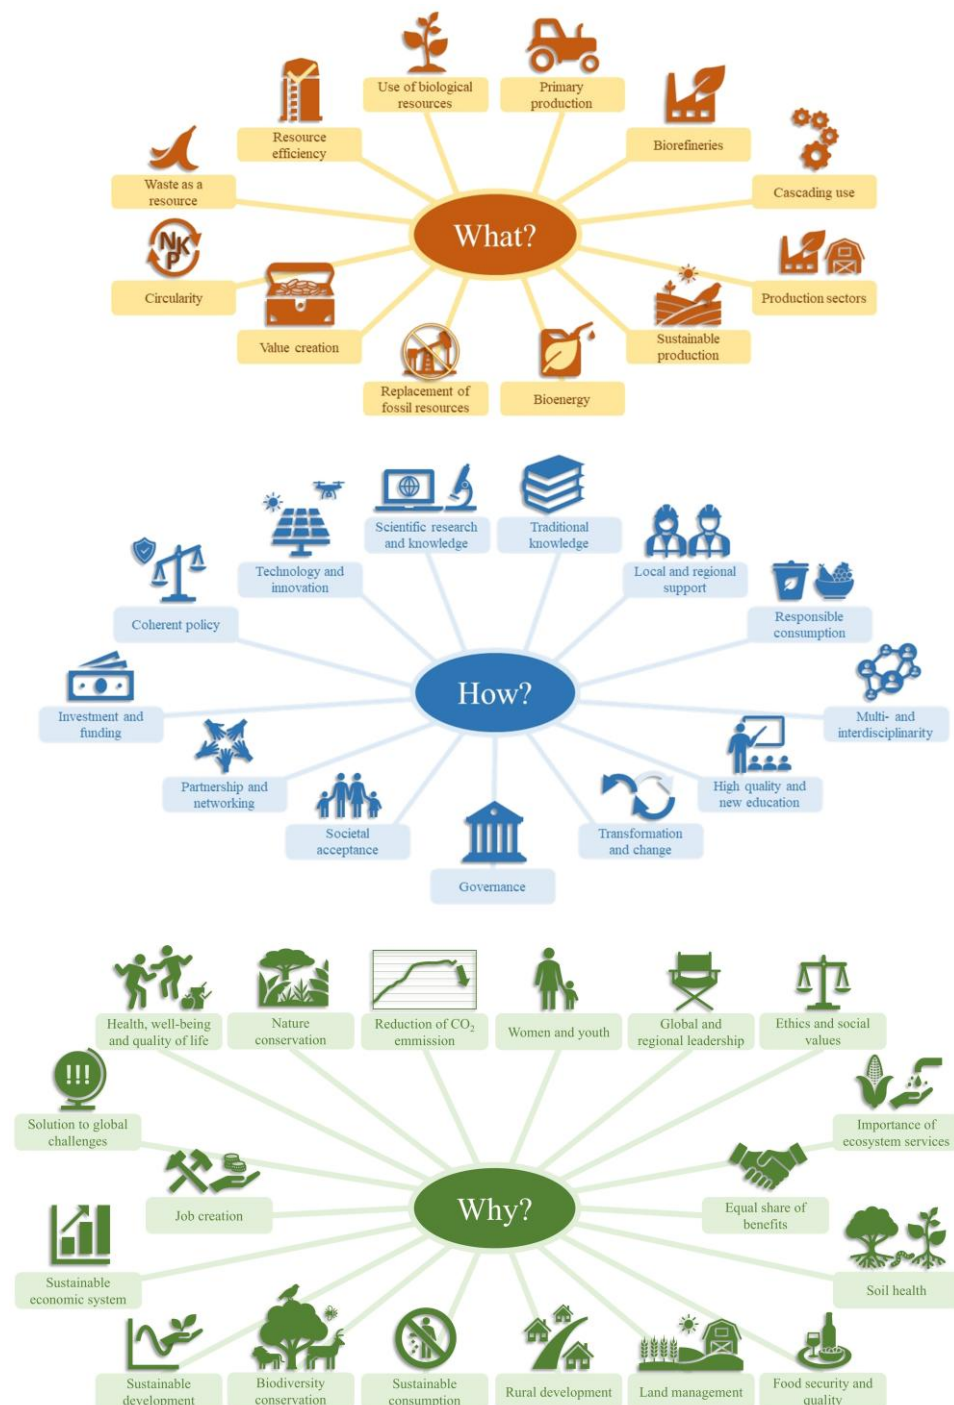 Use of biological
resources
Primary
production
Resource
efficiency
Biorefineries
Waste as a
resource
Cascading use
What?
NKP
Circularity
Production sectors
Value creation
Sustainable
production
Replacement of
fossil resources
Bioenergy
Scientific research
and knowledge
Traditional
knowledge
Technology and
innovation
Local and regional
support
Coherent policy
Responsible
consumption
How?
Investment and
funding
Multi- and
interdisciplinarity
Partnership and
networking
High quality and
new education
Societal
acceptance
Transformation
and change
Governance
Health, well-being
and quality of life
Nature
conservation
Reduction of CO₂
emmission
Women and youth
Global and
regional leadership
Ethics and social
values
!!!
Solution to global
challenges
Importance of
ecosystem services
Job creation
Why?
Equal share of
benefits
Sustainable
economic system
Soil health
Sustainable
development
Biodiversity
conservation
Sustainable
consumption
Rural development
Land management
Food security and
quality